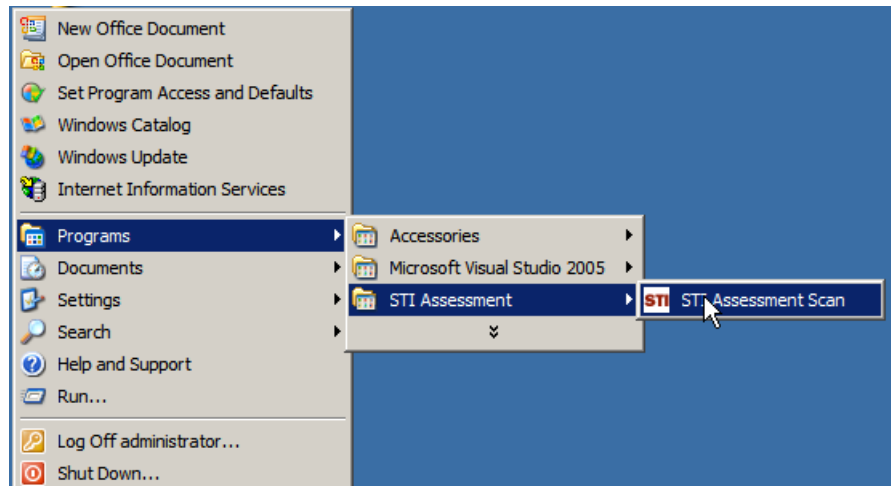 New Office Document
Open Office Document
Set Program Access and Defaults
Windows Catalog
Windows Update
Internet Information Services
Programs
Documents
Settings
Search
Help and Support
Run...
Log Off administrator...
Shut Down...
Accessories
Microsoft Visual Studio 2005
STI Assessment
STI STI Assessment Scan